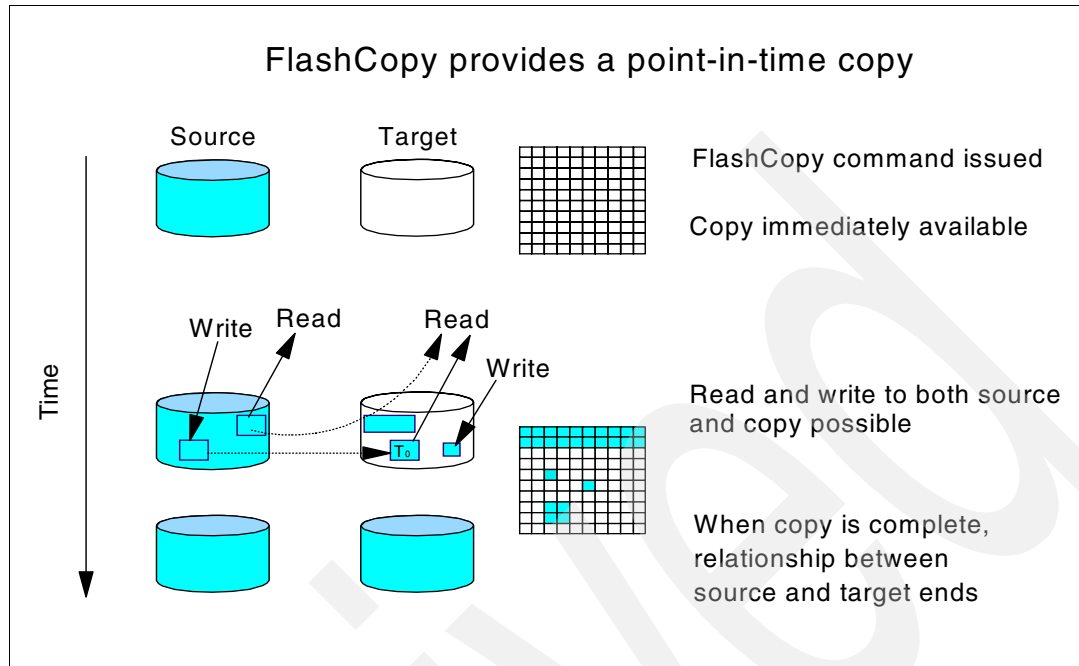 FlashCopy provides a point-in-time copy
Source
Target
FlashCopy command issued
Copy immediately available
Time
Write
Read
Read
Write
T0
Read and write to both source
and copy possible
When copy is complete,
relationship between
source and target ends